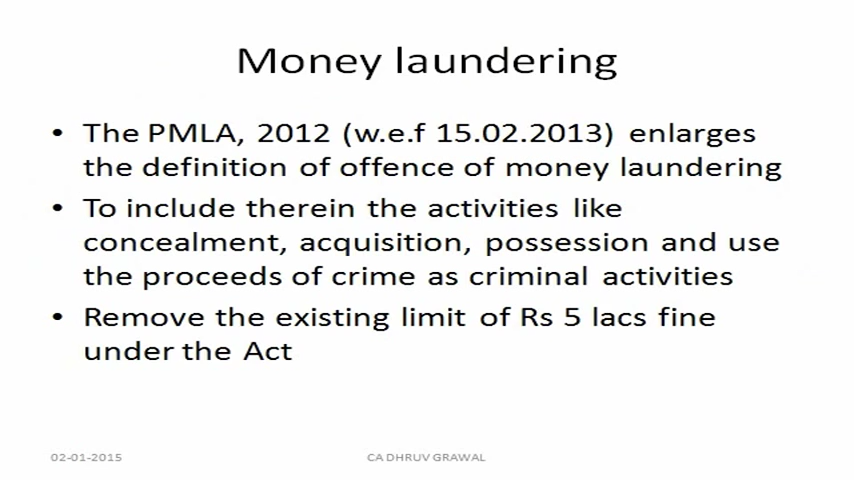 Money laundering
• The PMLA, 2012 (w.e.f 15.02.2013) enlarges
the definition of offence of money laundering
• To include therein the activities like
concealment, acquisition, possession and use
the proceeds of crime as criminal activities
• Remove the existing limit of Rs 5 lacs fine
under the Act
02-01-2015
CA DHRUV GRAWAL